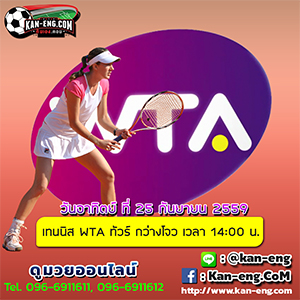 KAN-ENG.COM
WTA
วันอาทิตย์ ที่ 25 กันยายน 2559
เทนนิส WTA ทัวร์ กว่างโจว เวลา 14:00 น.
ดูมวยออนไลน์
Tel. 096-6911611, 096-6911612
: @kan-eng
: Kan-eng.CoM
http://www.kan-eng.com